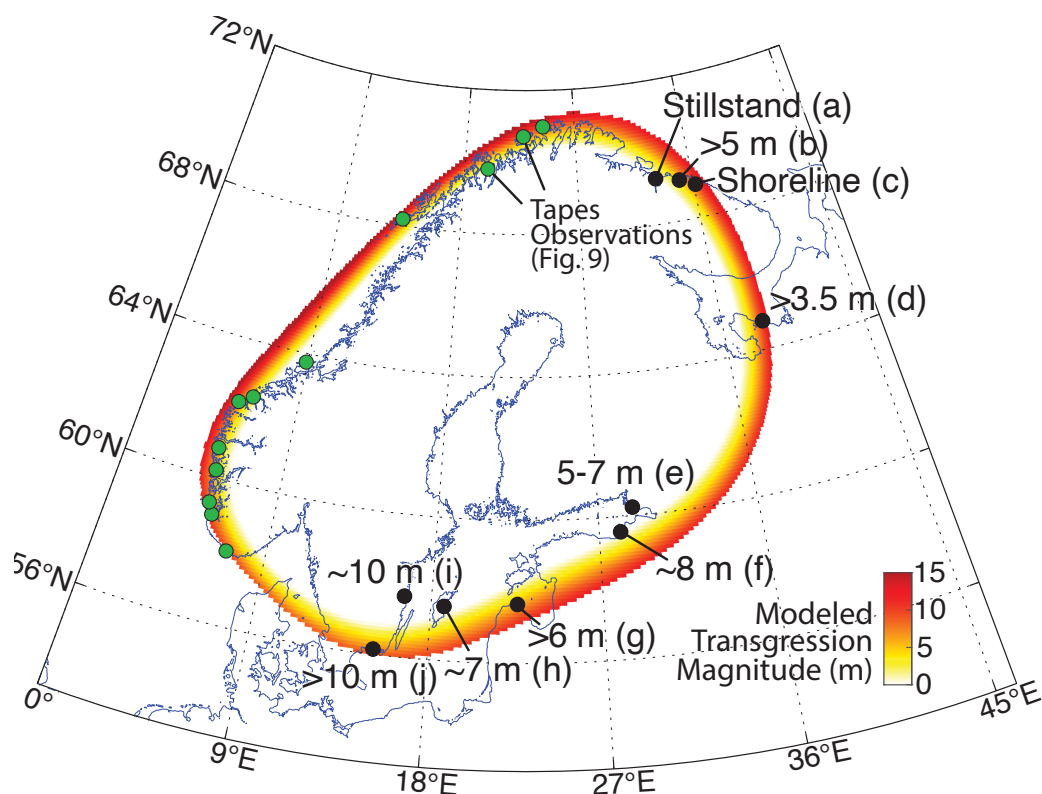 72°N
68°N
64°N
60°N
56°N
Stillstand (a)
>5 m (b)
Shoreline (c)
Tapes
Observations
(Fig. 9)
>3.5 m (d)
5-7 m (e)
~8 m (f)
~10 m (i)
>6 m (g)
~7 m (h)
>10 m (j)
Modeled
Transgression
Magnitude (m)
15
10
5
0
0°
9°E
18°E
27°E
36°E
45°E